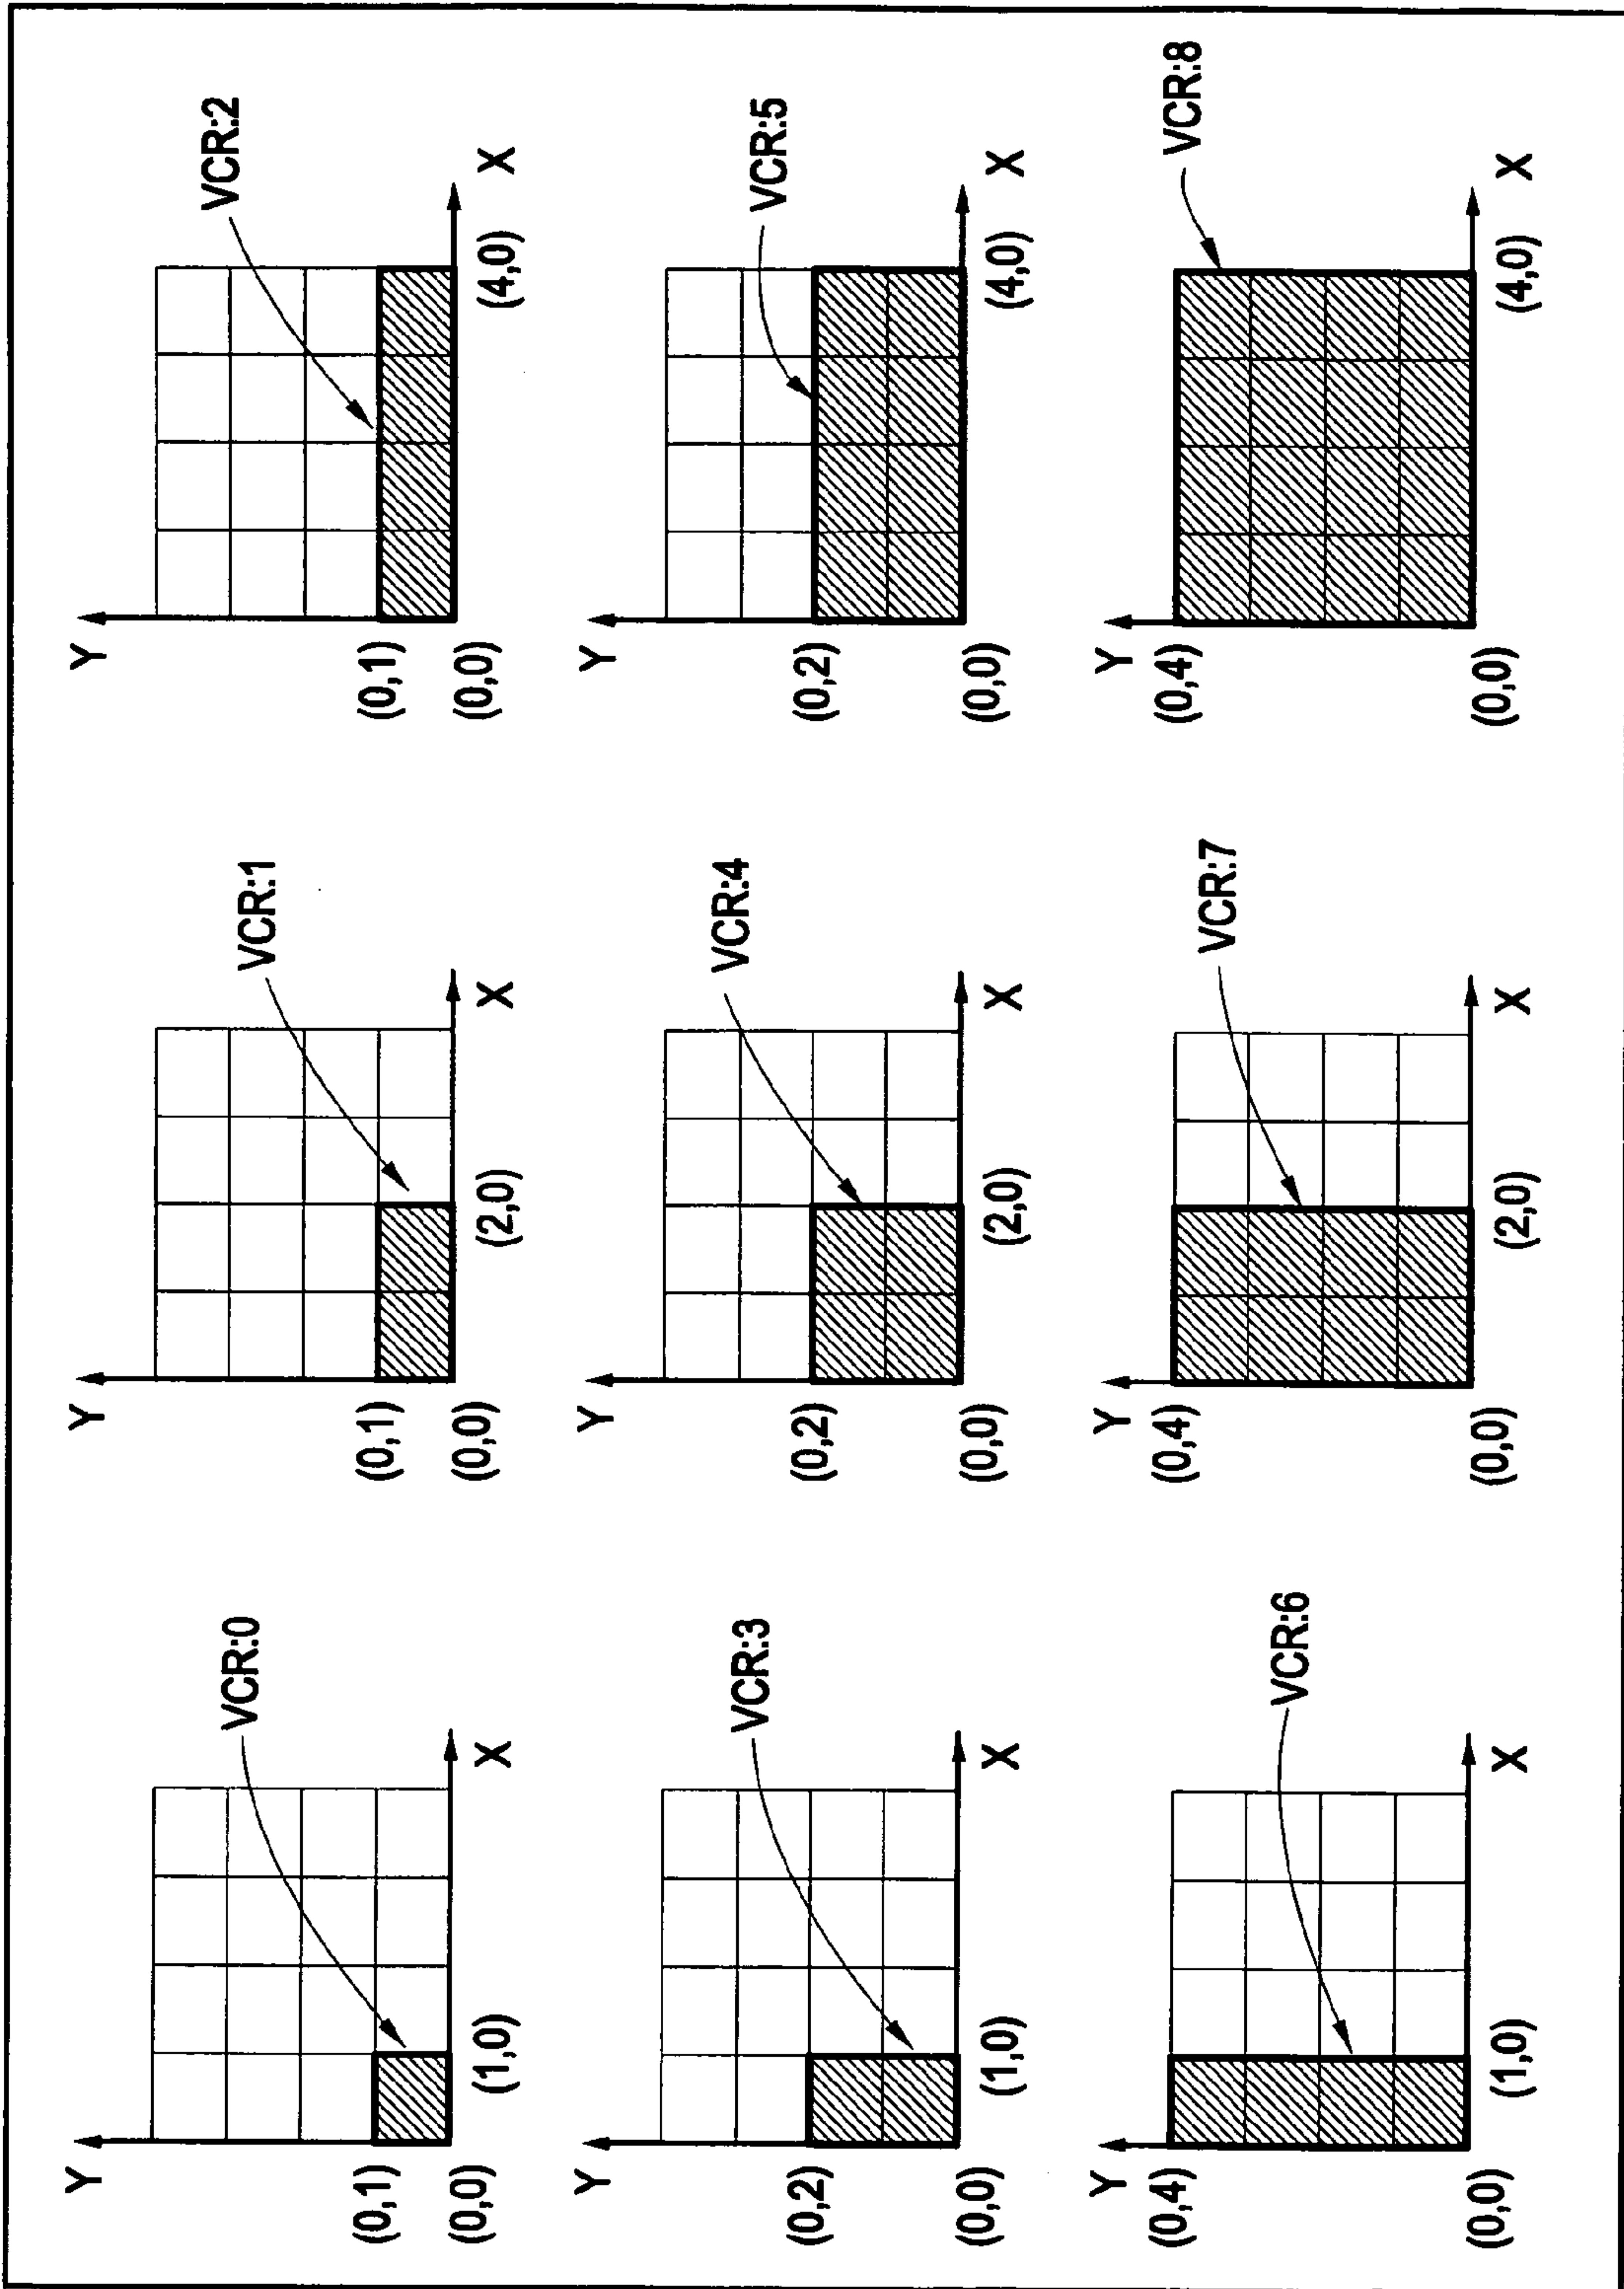 Y
VCR:0
(0,1)
(0,0)
(1,0)
X
Y
VCR:1
(0,1)
(0,0)
(2,0)
X
Y
VCR:2
(0,1)
(0,0)
(4,0)
X
Y
VCR:3
(0,2)
(0,0)
(1,0)
X
Y
VCR:4
(0,2)
(0,0)
(2,0)
X
Y
VCR:5
(0,2)
(0,0)
(4,0)
X
Y
VCR:6
(0,4)
(0,0)
(1,0)
X
Y
VCR:7
(0,4)
(0,0)
(2,0)
X
Y
VCR:8
(0,4)
(0,0)
(4,0)
X